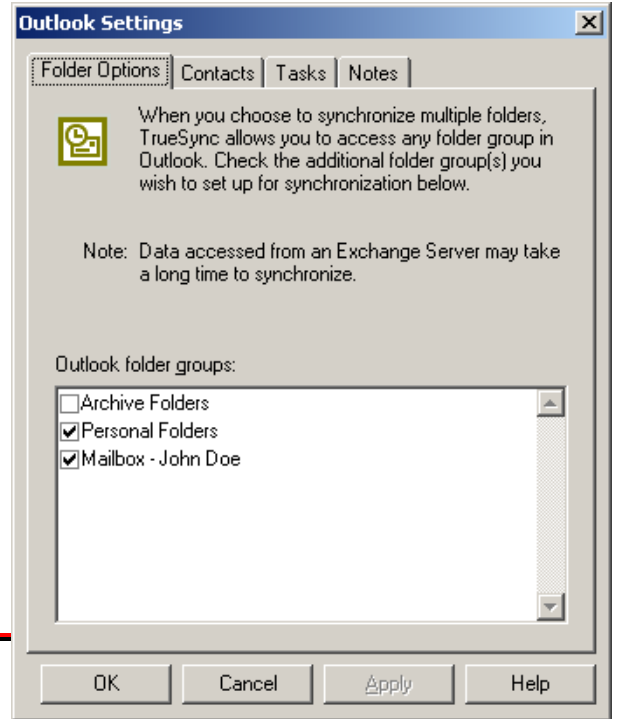 Outlook Settings
Folder Options Contacts Tasks Notes
When you choose to synchronize multiple folders,
TrueSync allows you to access any folder group in
Outlook. Check the additional folder group(s) you
wish to set up for synchronization below.
Note: Data accessed from an Exchange Server may take
a long time to synchronize.
Outlook folder groups:
Archive Folders
Personal Folders
Mailbox - John Doe
OK Cancel Apply Help